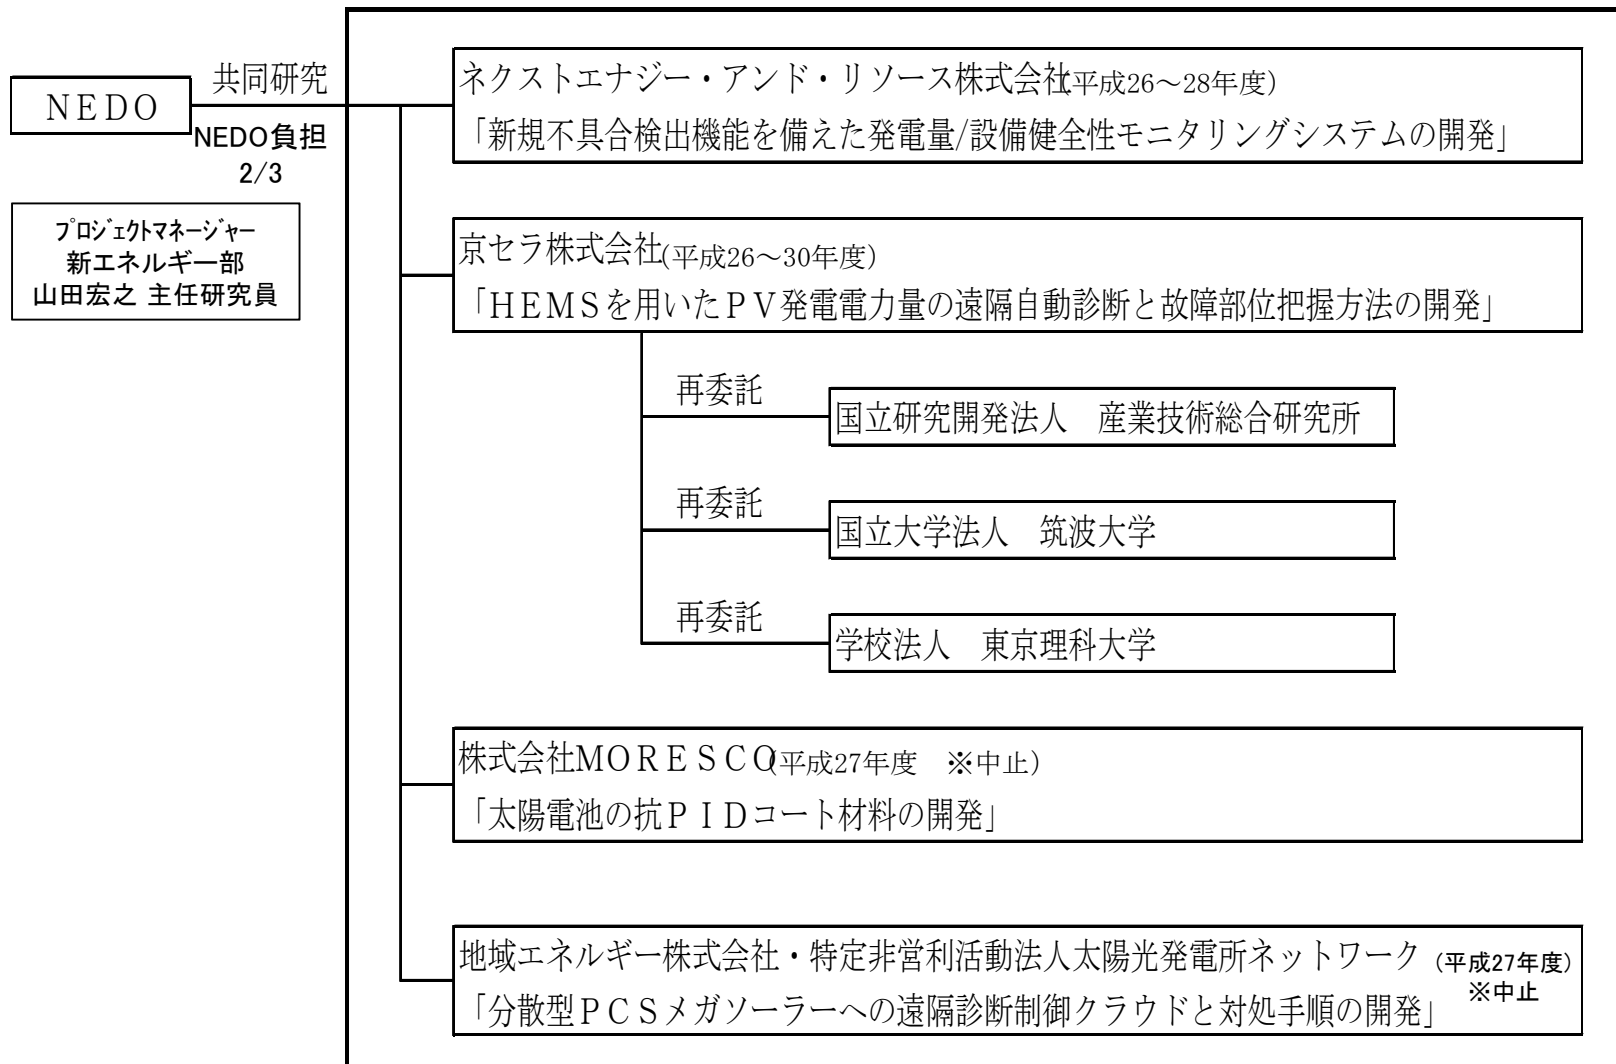 NEDO
共同研究
NEDO負担
2/3
プロジェクトマネージャー
新エネルギー部
山田宏之 主任研究員
ネクストエナジー・アンド・リソース株式会社(平成26～28年度)
「新規不具合検出機能を備えた発電量/設備健全性モニタリングシステムの開発」
京セラ株式会社(平成26～30年度)
「HEMSを用いたPV発電電力量の遠隔自動診断と故障部位把握方法の開発」
再委託
国立研究開発法人　産業技術総合研究所
再委託
国立大学法人　筑波大学
再委託
学校法人　東京理科大学
株式会社MORESCO(平成27年度　※中止)
「太陽電池の抗PIDコート材料の開発」
地域エネルギー株式会社・特定非営利活動法人太陽光発電所ネットワーク (平成27年度)
※中止
「分散型PCSメガソーラーへの遠隔診断制御クラウドと対処手順の開発」